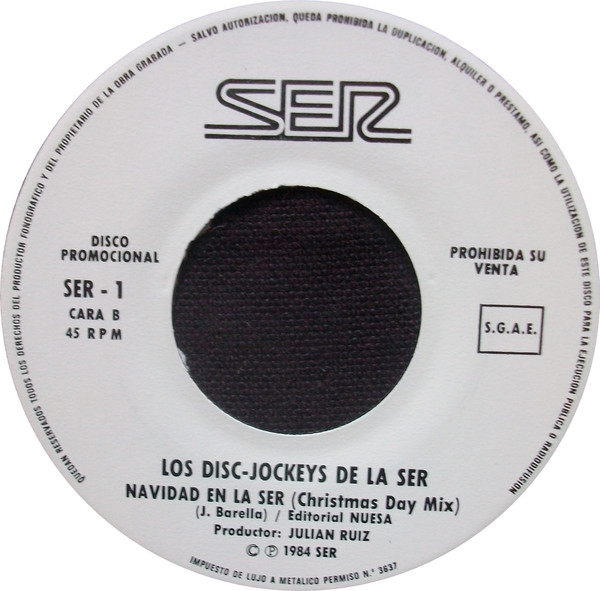 QUEDAN RESERVADOS TODOS LOS DERECHOS DEL PRODUCTOR FONOGRAFICO Y DEL PROPIETARIO DE LA OBRA GRABADA — SALVO AUTORIZACION, QUEDA PROHIBIDA LA DUPLICACION, ALQUILER O PRESTAMO, ASI COMO LA UTILIZACION DE ESTE DISCO PARA LA EJECUCION PUBLICA O RADIODIFUSION
SER
DISCO
PROMOCIONAL
SER - 1
CARA B
45 RPM
PROHIBIDA SU
VENTA
S.G.A.E.
LOS DISC-JOCKEYS DE LA SER
NAVIDAD EN LA SER (Christmas Day Mix)
(J. Barella) / Editorial NUESA
Productor: JULIAN RUIZ
© ℗ 1984 SER
IMPUESTO DE LUJO A METALICO PERMISO N.º 3637